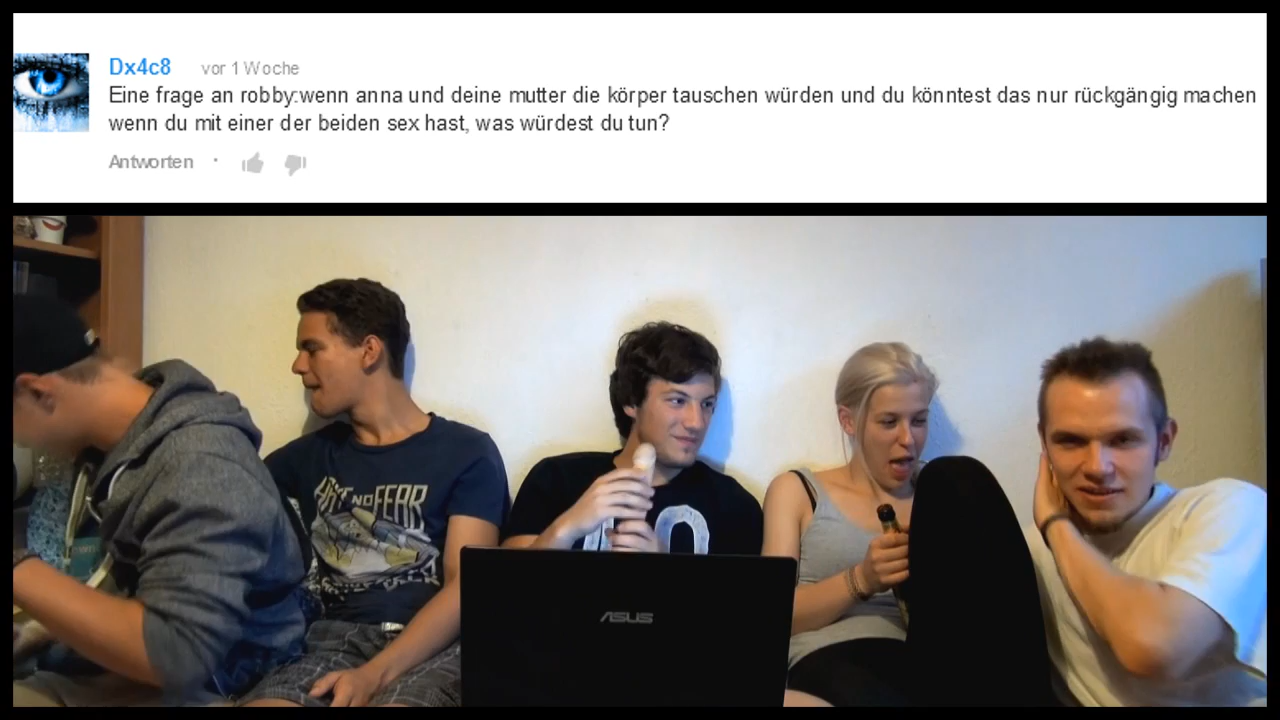 Dx4c8 vor 1 Woche
Eine frage an robby:wenn anna und deine mutter die körper tauschen würden und du könntest das nur rückgängig machen
wenn du mit einer der beiden sex hast, was würdest du tun?
Antworten ·
NO FEAR
ASUS